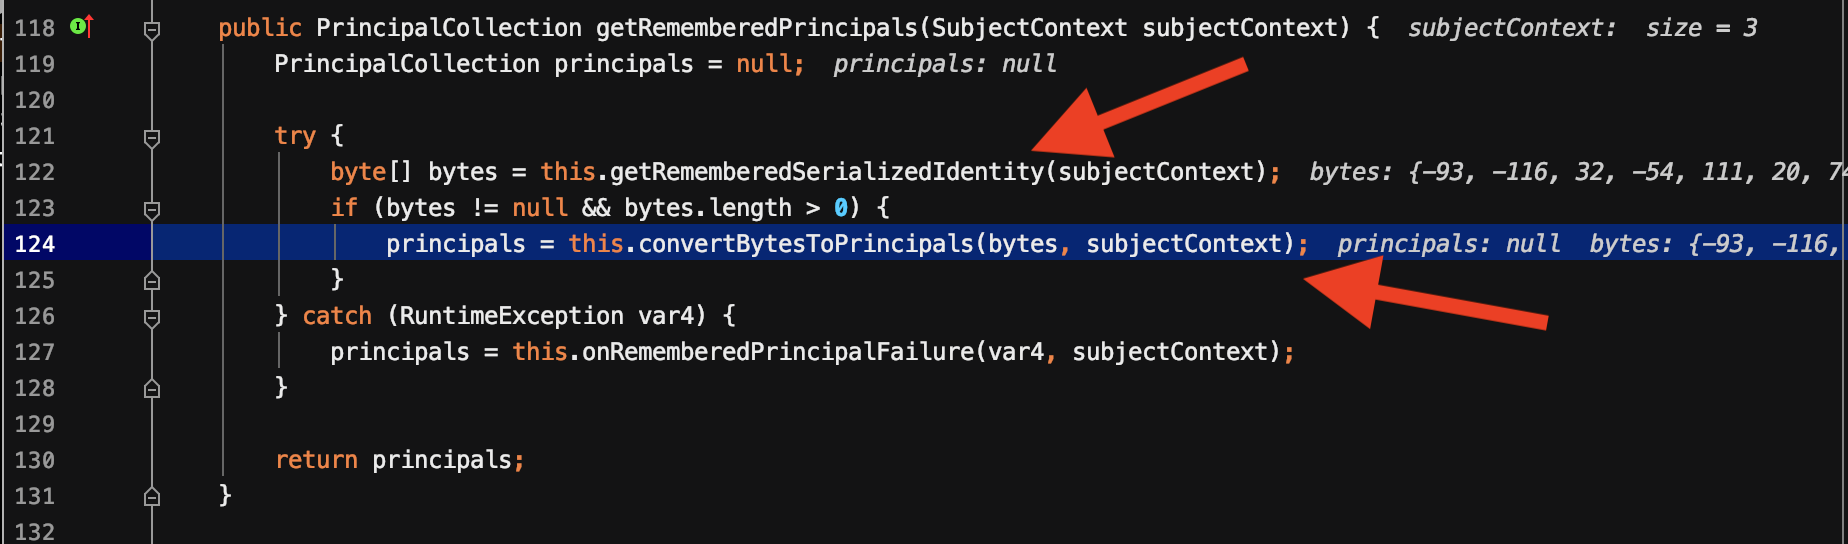 118 public PrincipalCollection getRememberedPrincipals(SubjectContext subjectContext) { subjectContext: size = 3
119 PrincipalCollection principals = null; principals: null
120
121 try {
122 byte[] bytes = this.getRememberedSerializedIdentity(subjectContext); bytes: {-93, -116, 32, -54, 111, 20, 74
123 if (bytes != null && bytes.length > 0) {
124 principals = this.convertBytesToPrincipals(bytes, subjectContext); principals: null bytes: {-93, -116,
125 }
126 } catch (RuntimeException var4) {
127 principals = this.onRememberedPrincipalFailure(var4, subjectContext);
128 }
129
130 return principals;
131 }
132